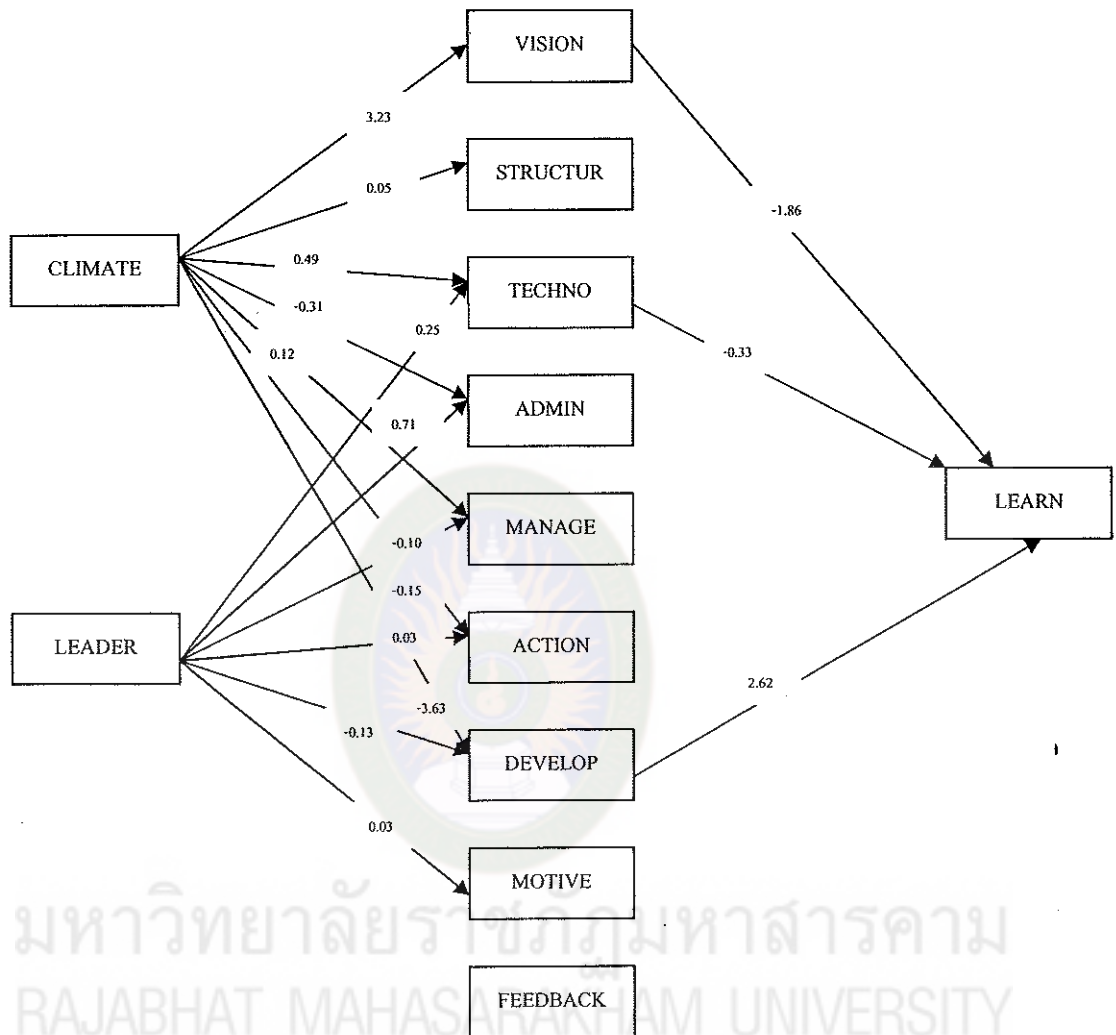 VISION
3.23
STRUCTUR
0.05
-1.86
CLIMATE
0.49
TECHNO
-0.31
0.25
-0.33
0.12
ADMIN
0.71
MANAGE
LEARN
-0.10
-0.15
LEADER
0.03
ACTION
2.62
-3.63
-0.13
DEVELOP
0.03
MOTIVE
มหาวิทยาลัยราชภัฏมหาสารคาม
FEEDBACK
RAJABHAT MAHASARAKHAM UNIVERSITY